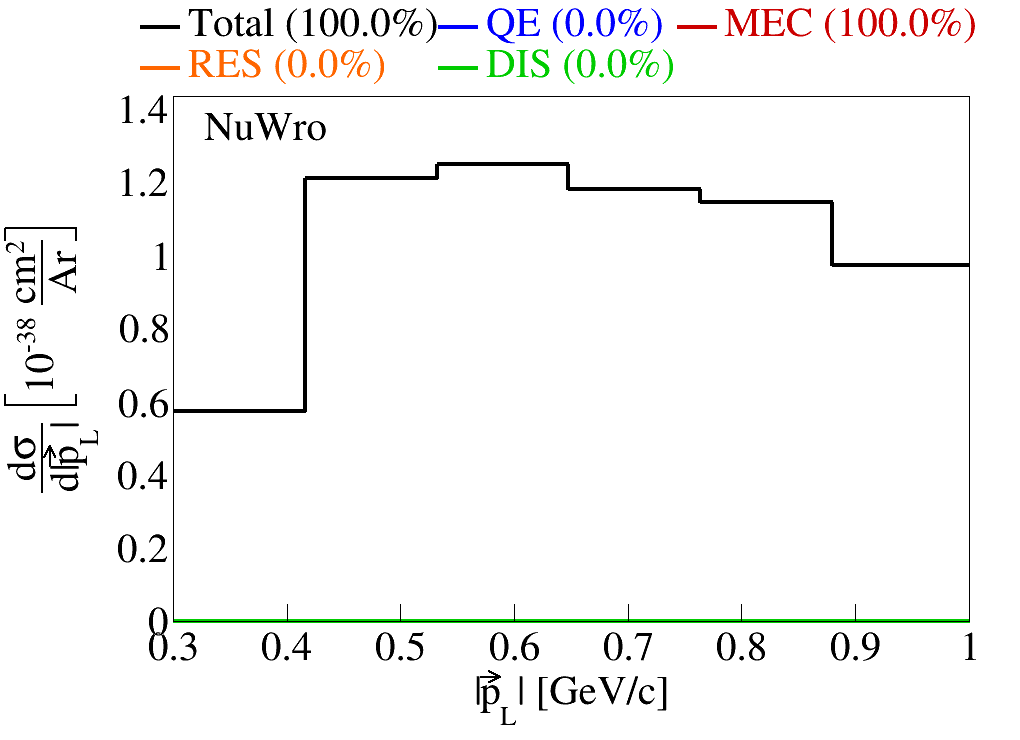 Total (100.0%) QE (0.0%) MEC (100.0%)
RES (0.0%) DIS (0.0%)
NuWro
1.4
1.2
1
0.8
0.6
0.4
0.2
0
dσ/d|p⃗_L| [10^-38 cm²/Ar]
0.3 0.4 0.5 0.6 0.7 0.8 0.9 1
|p⃗_L| [GeV/c]